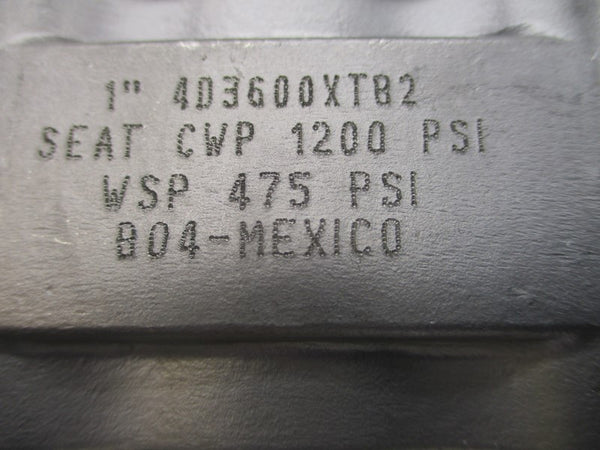 1" 4D3600XTB2
SEAT CWP 1200 PSI
WSP 475 PSI
B04-MEXICO